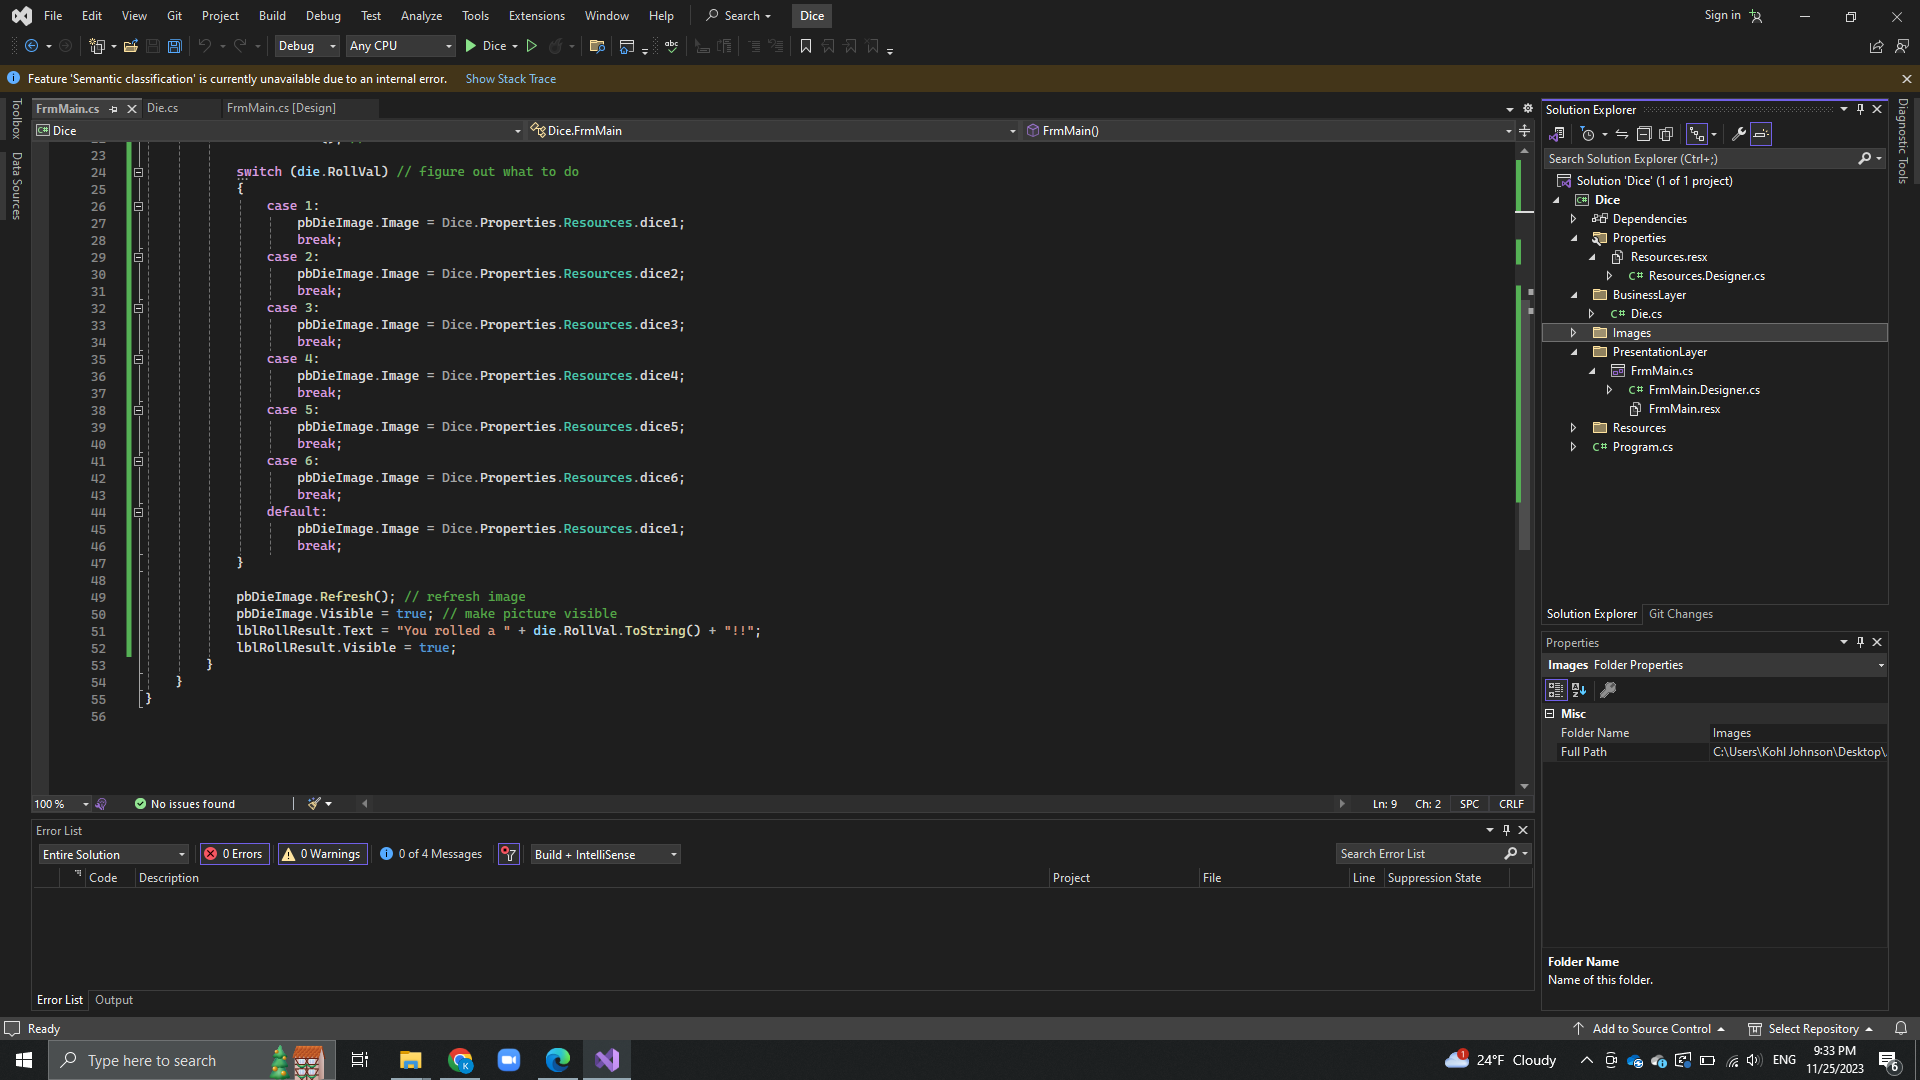 File Edit View Git Project Build Debug Test Analyze Tools Extensions Window Help Search Dice Sign in
Debug Any CPU Dice
Feature 'Semantic classification' is currently unavailable due to an internal error. Show Stack Trace
Toolbox
Data Sources
FrmMain.cs Die.cs FrmMain.cs [Design]
Dice Dice.FrmMain FrmMain()
23
24 switch (die.RollVal) // figure out what to do
25 {
26 case 1:
27 pbDieImage.Image = Dice.Properties.Resources.dice1;
28 break;
29 case 2:
30 pbDieImage.Image = Dice.Properties.Resources.dice2;
31 break;
32 case 3:
33 pbDieImage.Image = Dice.Properties.Resources.dice3;
34 break;
35 case 4:
36 pbDieImage.Image = Dice.Properties.Resources.dice4;
37 break;
38 case 5:
39 pbDieImage.Image = Dice.Properties.Resources.dice5;
40 break;
41 case 6:
42 pbDieImage.Image = Dice.Properties.Resources.dice6;
43 break;
44 default:
45 pbDieImage.Image = Dice.Properties.Resources.dice1;
46 break;
47 }
48
49 pbDieImage.Refresh(); // refresh image
50 pbDieImage.Visible = true; // make picture visible
51 lblRollResult.Text = "You rolled a " + die.RollVal.ToString() + "!!";
52 lblRollResult.Visible = true;
53 }
54 }
55 }
56
100 % No issues found Ln: 9 Ch: 2 SPC CRLF
Error List
Entire Solution 0 Errors 0 Warnings 0 of 4 Messages Build + IntelliSense Search Error List
Code Description Project File Line Suppression State
Error List Output
Solution Explorer
Search Solution Explorer (Ctrl+;)
Solution 'Dice' (1 of 1 project)
C# Dice
Dependencies
Properties
Resources.resx
C# Resources.Designer.cs
BusinessLayer
C# Die.cs
Images
PresentationLayer
FrmMain.cs
C# FrmMain.Designer.cs
FrmMain.resx
Resources
C# Program.cs
Solution Explorer Git Changes
Properties
Images Folder Properties
Misc
Folder Name Images
Full Path C:\Users\Kohl Johnson\Desktop\
Folder Name
Name of this folder.
Diagnostic Tools
Ready Add to Source Control Select Repository
Type here to search K 1 24°F Cloudy ENG 9:33 PM
11/25/2023 6